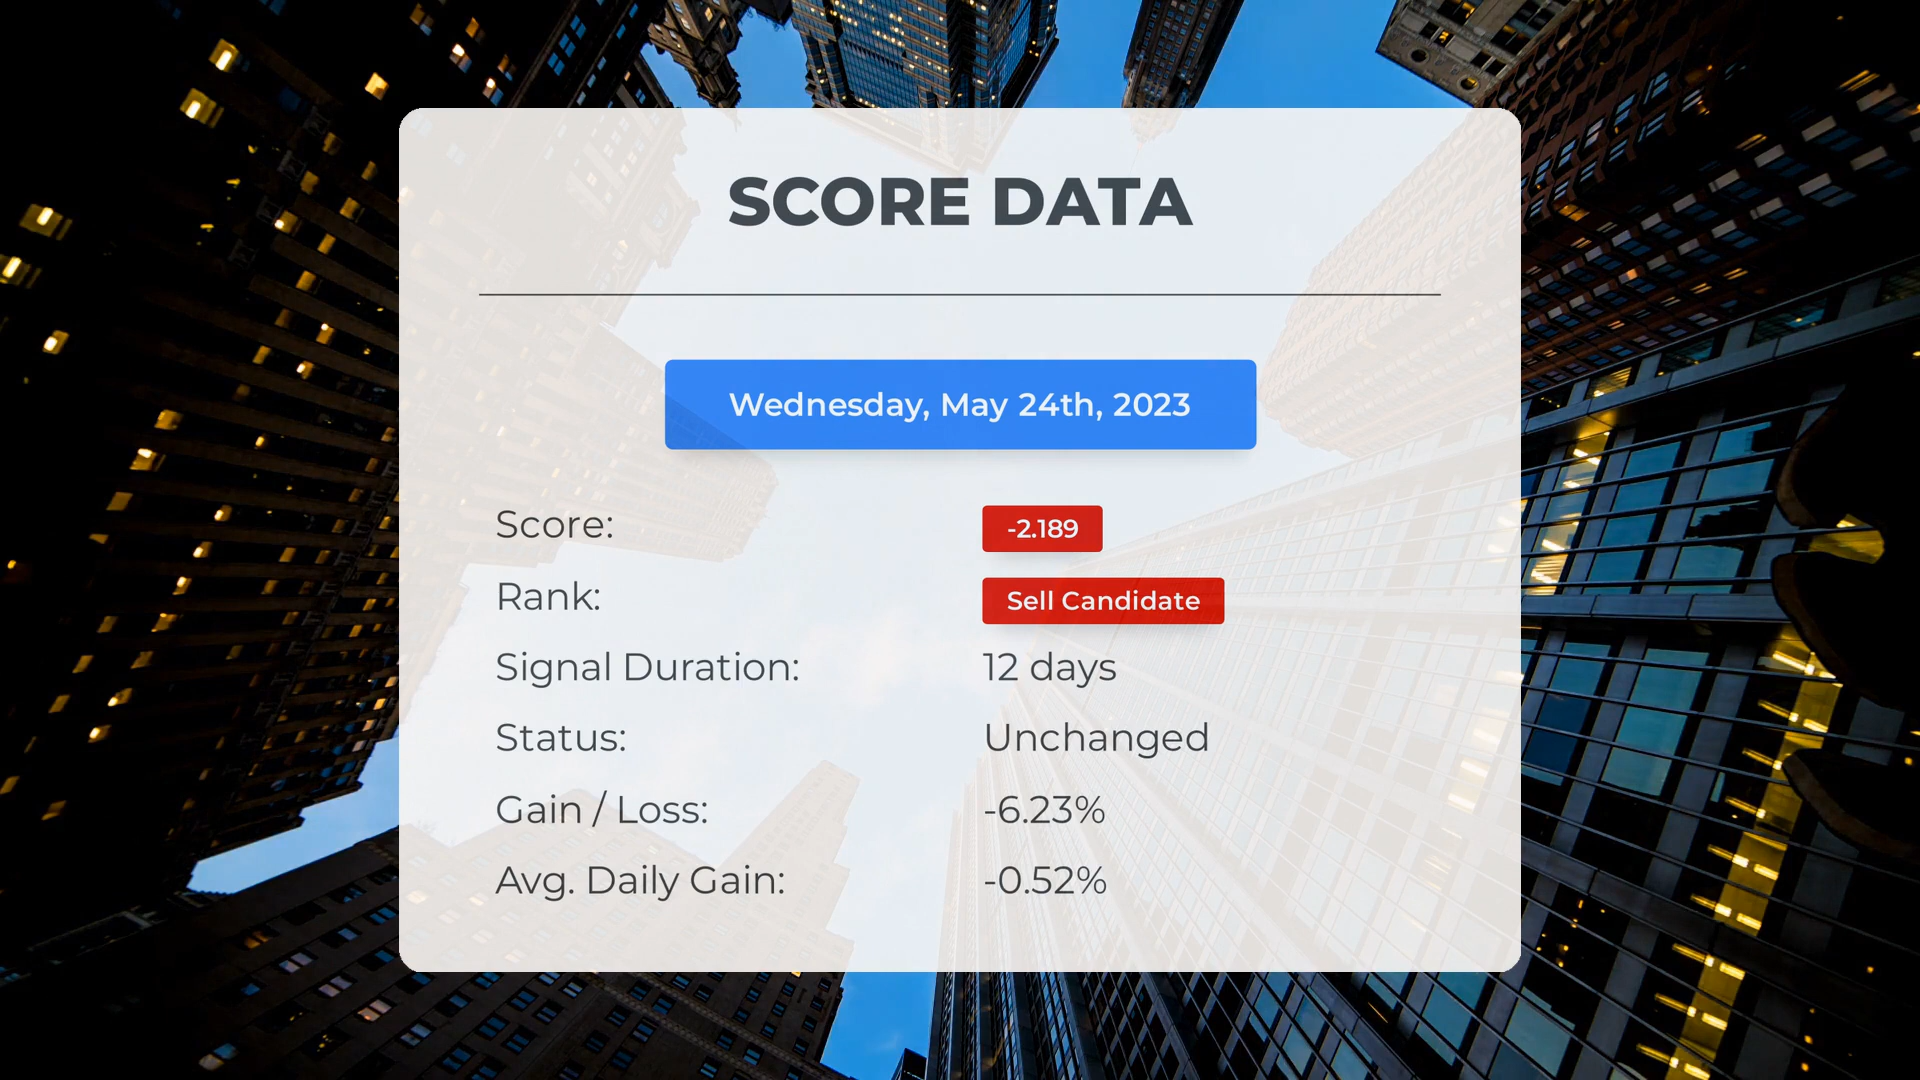 SCORE DATA
Wednesday, May 24th, 2023
Score: -2.189
Rank: Sell Candidate
Signal Duration: 12 days
Status: Unchanged
Gain / Loss: -6.23%
Avg. Daily Gain: -0.52%